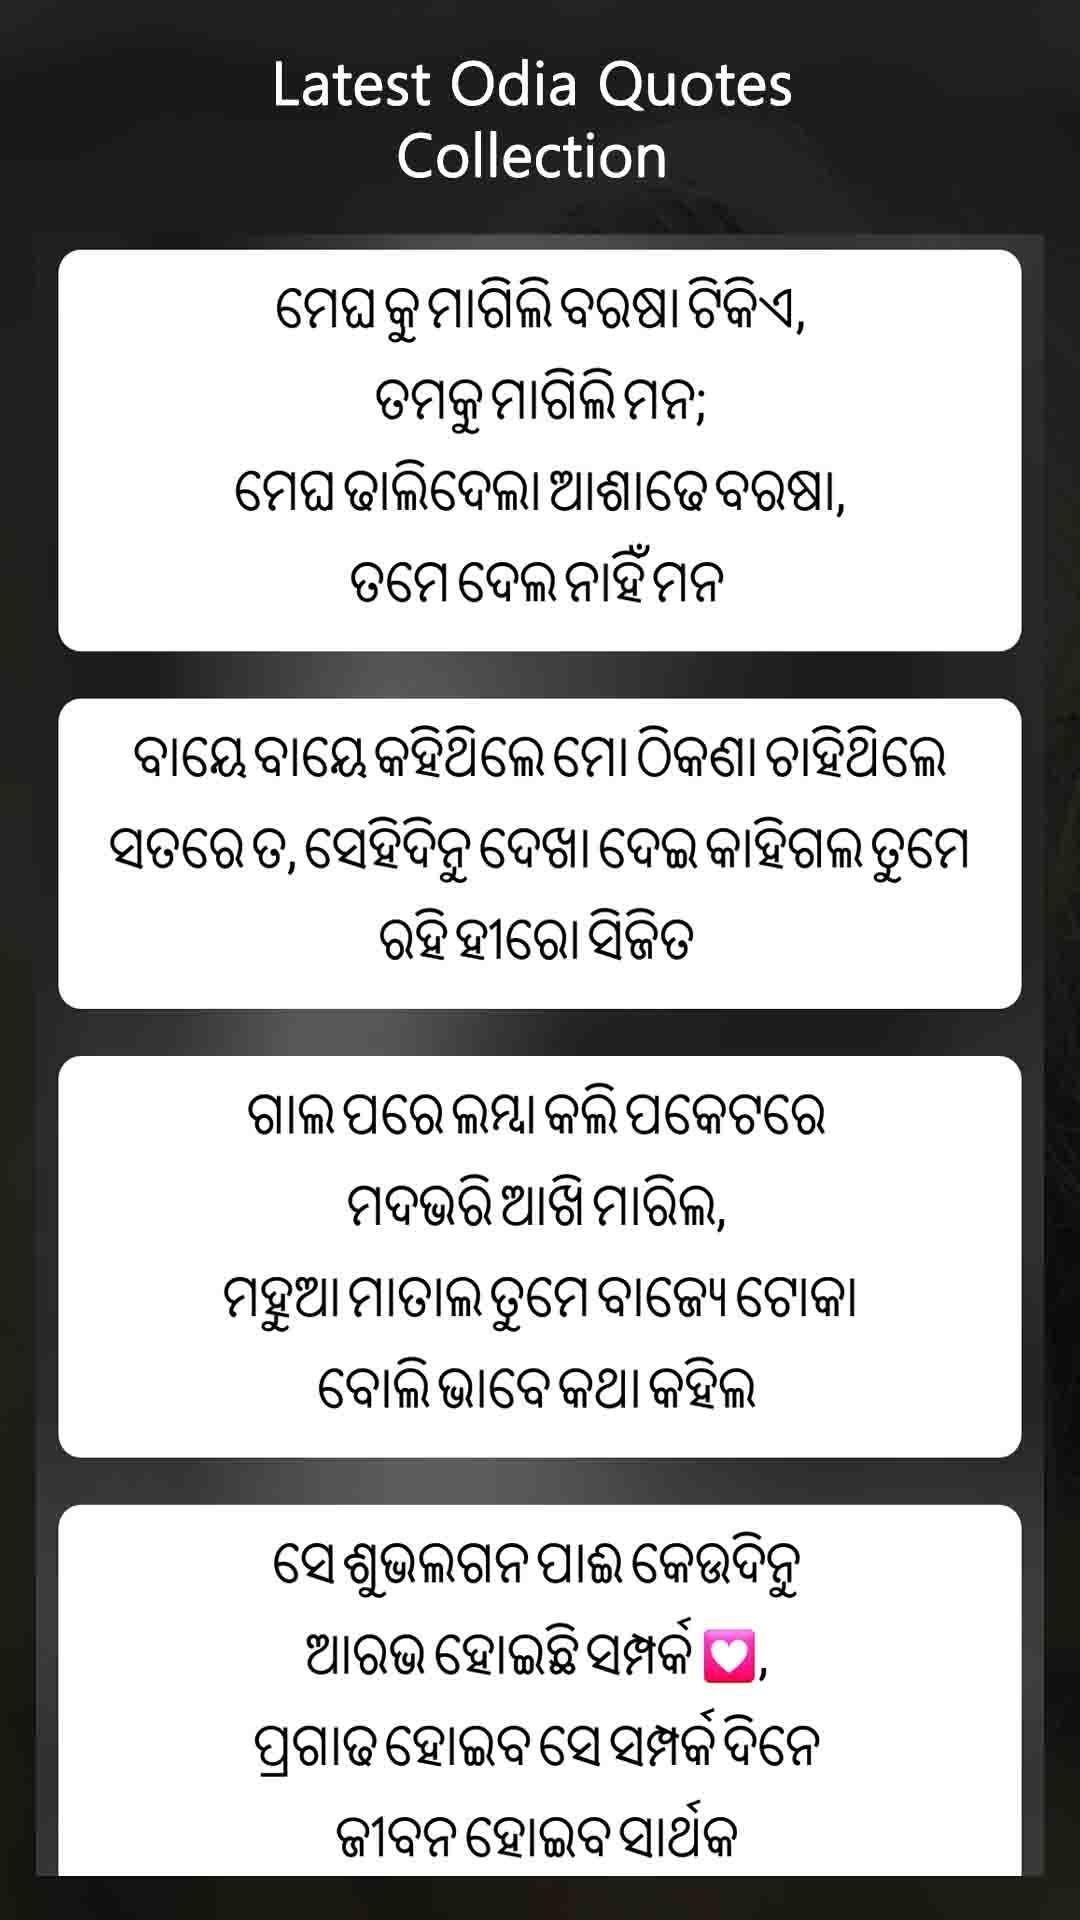 Latest Odia Quotes
Collection
ମେଘ କୁ ମାଗିଲି ବରଷା ଟିକିଏ,
ତମକୁ ମାଗିଲି ମନ;
ମେଘ ଢାଲିଦେଲା ଆଶାଢେ ବରଷା,
ତମେ ଦେଲ ନାହିଁ ମନ
ବାୟେ ବାୟେ କହିଥିଲେ ମୋ ଠିକଣା ଚାହିଥିଲେ
ସତରେ ତ, ସେହିଦିନୁ ଦେଖା ଦେଇ କାହିଗଲ ତୁମେ
ରହି ହୀରୋ ସିଜିତ
ଗାଲ ପରେ ଲମ୍ବା କଲି ପକେଟରେ
ମଦଭରି ଆଖି ମାରିଲ,
ମହୁଆ ମାତାଲ ତୁମେ ବାଜ୍ୟେ ଟୋକା
ବୋଲି ଭାବେ କଥା କହିଲ
ସେ ଶୁଭଲଗନ ପାଈ କେଉଦିନୁ
ଆରଭ ହୋଇଛି ସମ୍ପର୍କ 💟,
ପ୍ରଗାଢ ହୋଇବ ସେ ସମ୍ପର୍କ ଦିନେ
ଜୀବନ ହୋଇବ ସାର୍ଥକ